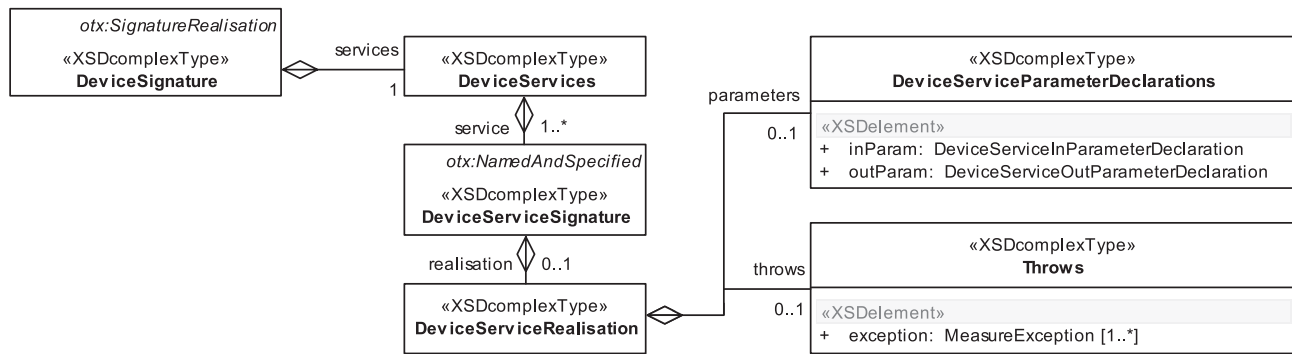 otx:SignatureRealisation
«XSDcomplexType»
DeviceSignature
services
1
«XSDcomplexType»
DeviceServices
service
1..*
otx:NamedAndSpecified
«XSDcomplexType»
DeviceServiceSignature
realisation
0..1
«XSDcomplexType»
DeviceServiceRealisation
parameters
0..1
«XSDcomplexType»
DeviceServiceParameterDeclarations
«XSDelement»
+ inParam: DeviceServiceInParameterDeclaration
+ outParam: DeviceServiceOutParameterDeclaration
throws
0..1
«XSDcomplexType»
Throws
«XSDelement»
+ exception: MeasureException [1..*]